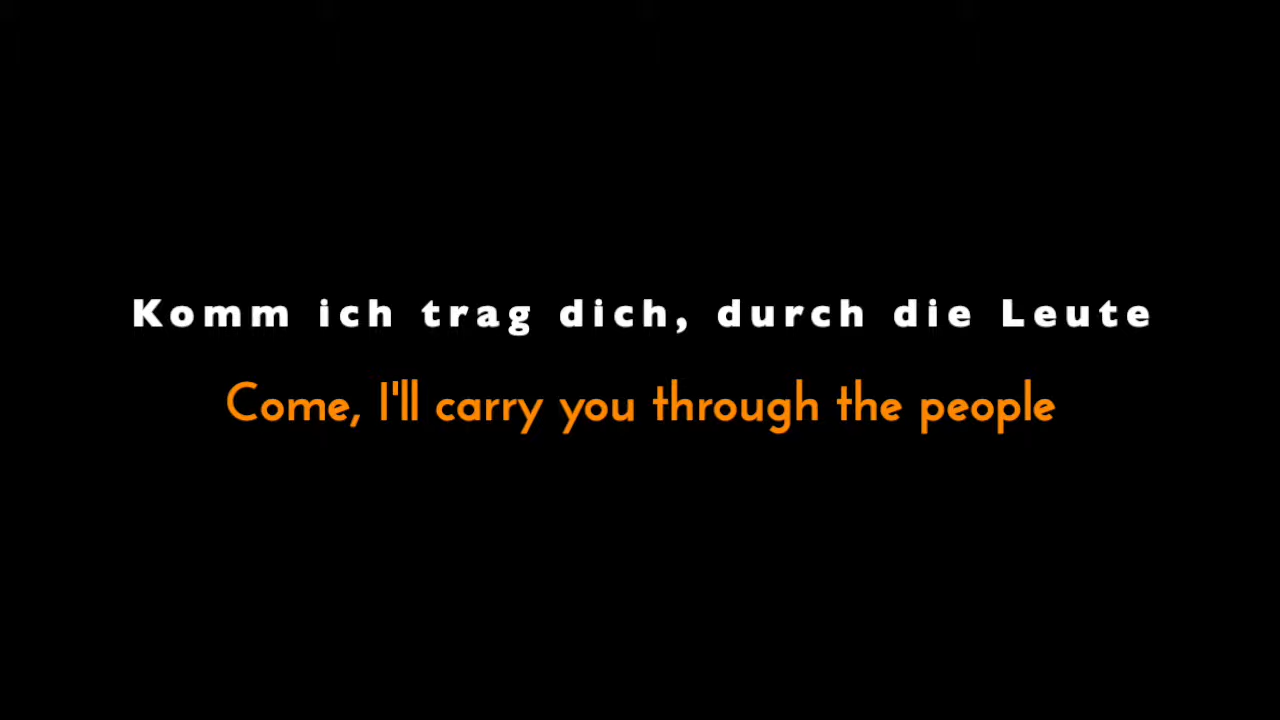 Komm ich trag dich, durch die Leute
Come, I'll carry you through the people